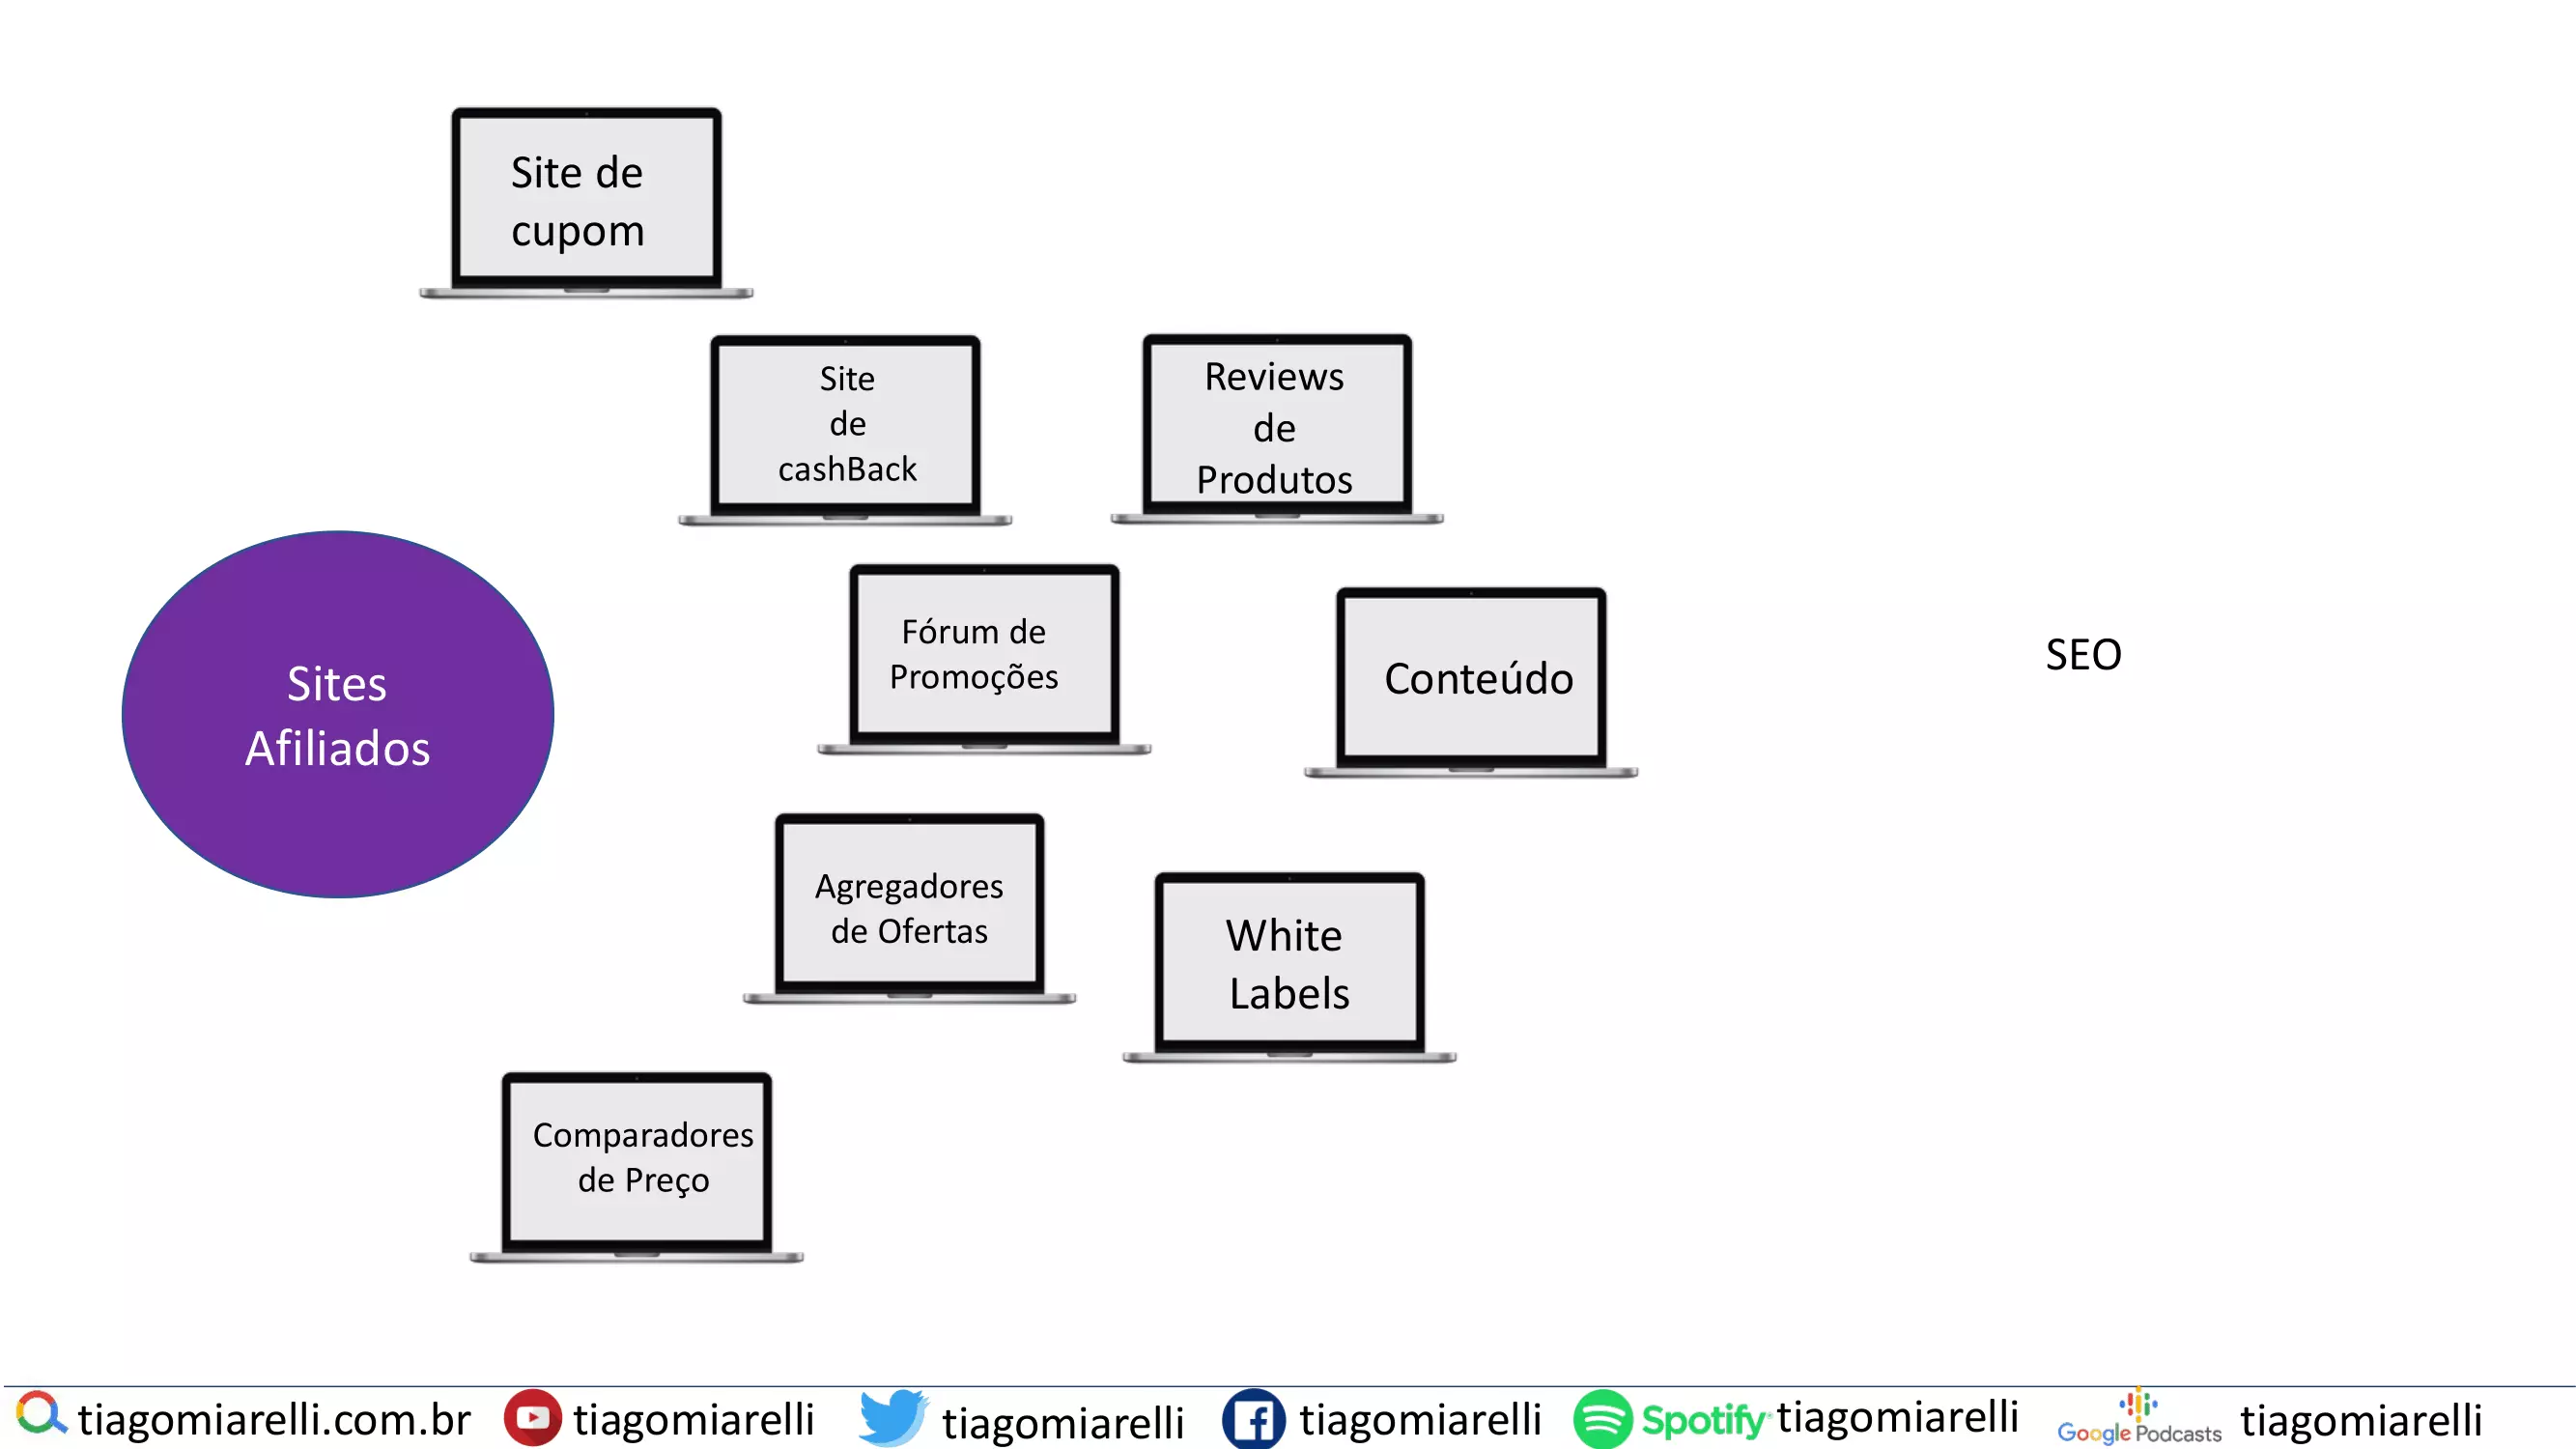 Site de
cupom
Site
de
cashBack
Reviews
de
Produtos
Sites
Afiliados
Fórum de
Promoções
Conteúdo
SEO
Agregadores
de Ofertas
White
Labels
Comparadores
de Preço
tiagomiarelli.com.br
tiagomiarelli
tiagomiarelli
tiagomiarelli
Spotify
tiagomiarelli
Google Podcasts
tiagomiarelli